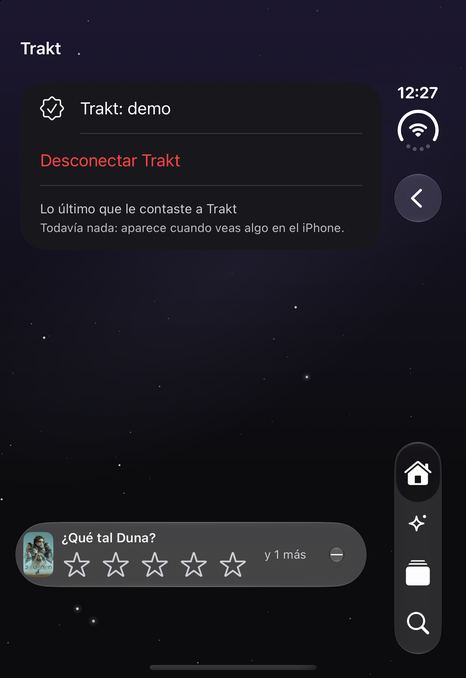 Trakt
12:27
Trakt: demo
Desconectar Trakt
Lo último que le contaste a Trakt
Todavía nada: aparece cuando veas algo en el iPhone.
¿Qué tal Duna?
y 1 más